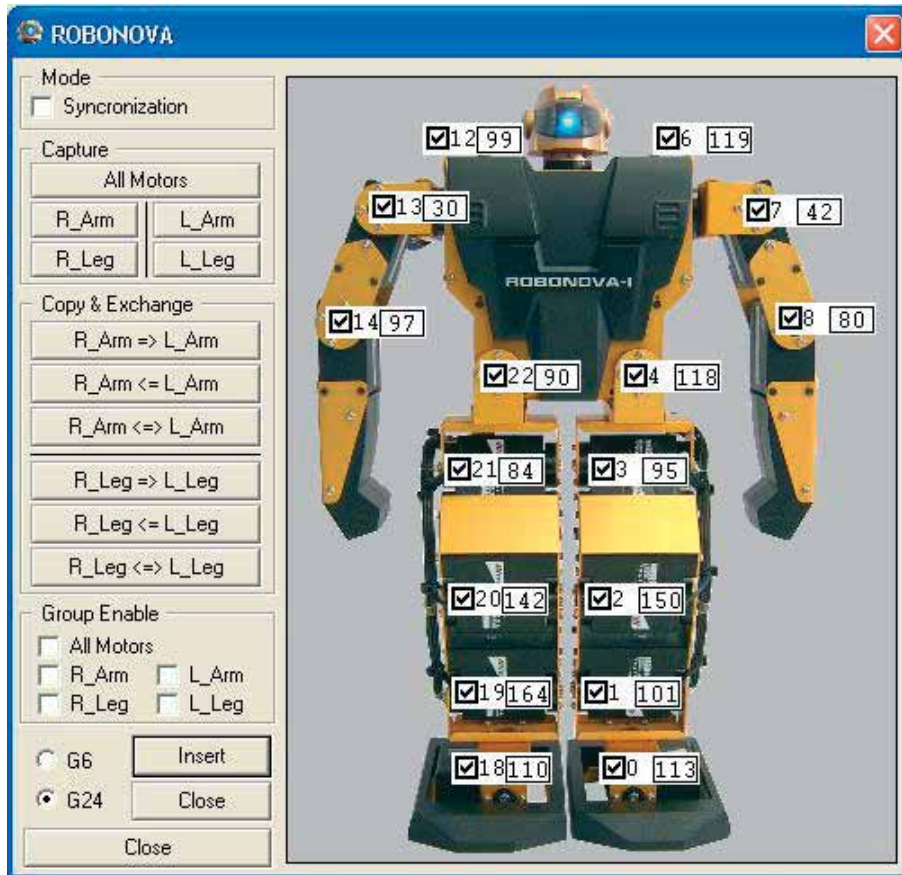 ROBONOVA
Mode
Syncronization
Capture
All Motors
R_Arm L_Arm
R_Leg L_Leg
Copy & Exchange
R_Arm => L_Arm
R_Arm <= L_Arm
R_Arm <=> L_Arm
R_Leg => L_Leg
R_Leg <= L_Leg
R_Leg <=> L_Leg
Group Enable
All Motors
R_Arm L_Arm
R_Leg L_Leg
G6 Insert
G24 Close
Close
12 99 6 119
13 30 7 42
ROBONOVA-I
14 97 8 80
22 90 4 118
21 84 3 95
20 142 2 150
19 164 1 101
18 110 0 113